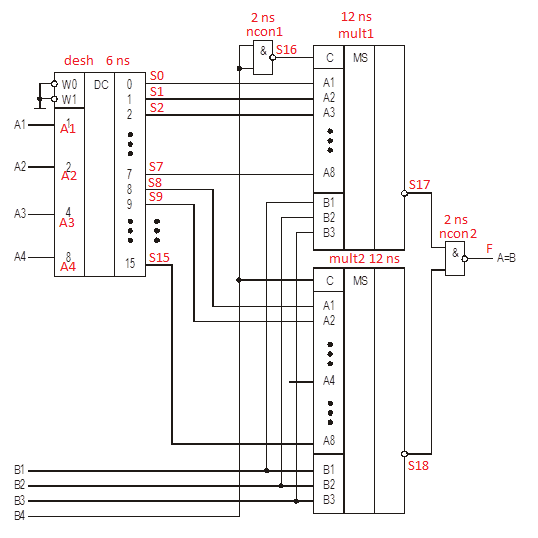 2 ns
ncon1
12 ns
mult1
desh 6 ns
& S16
C MS
W0 DC 0 S0
W1 1 S1
2 S2
A1 1 A1
A1
A2
A3
A2 2 A2
7 S7
8 S8
9 S9
A8
S17
A3 4 A3
B1
B2
B3
2 ns
ncon2
A4 8 A4
15 S15
mult2 12 ns
& F A=B
C MS
A1
A2
A4
A8
S18
B1 B1
B2 B2
B3 B3
B4